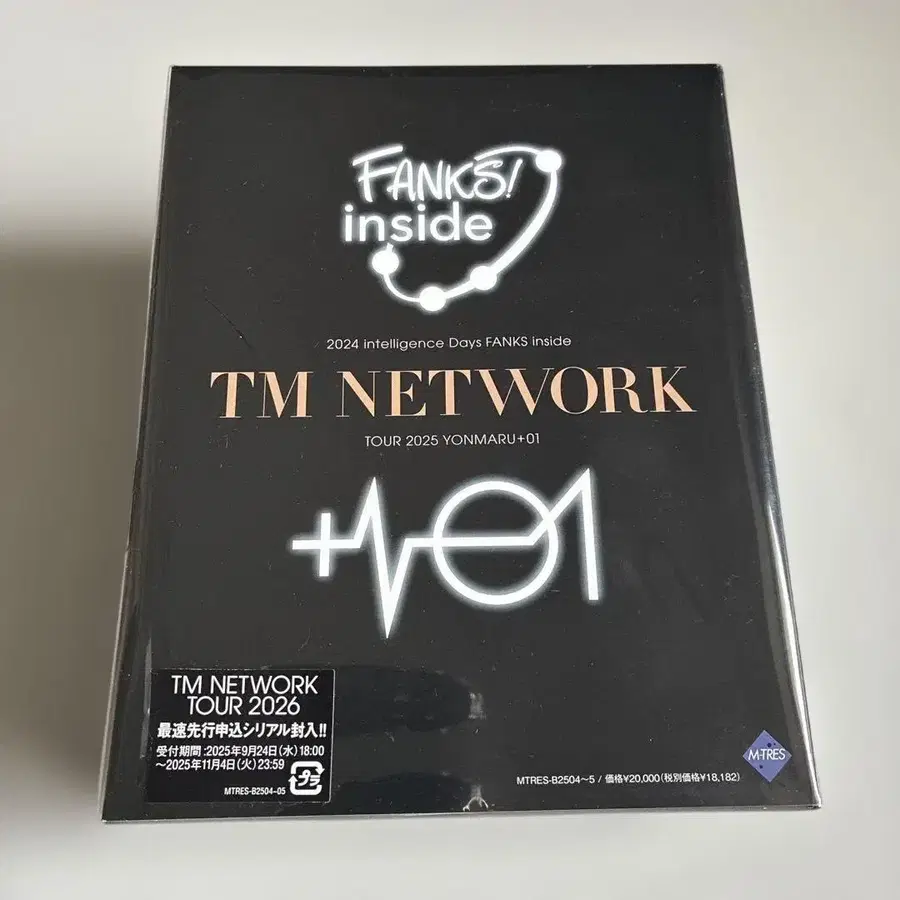 FANKS!
inside
2024 intelligence Days FANKS inside
TM NETWORK
TOUR 2025 YONMARU+01
+01
TM NETWORK
TOUR 2026
最速先行申込シリアル封入!!
受付期間:2025年9月24日(水)18:00
～2025年11月4日(火)23:59
プラ
MTRES-B2504-05
M-TRES
MTRES-B2504～5 / 価格¥20,000(税別価格¥18,182)